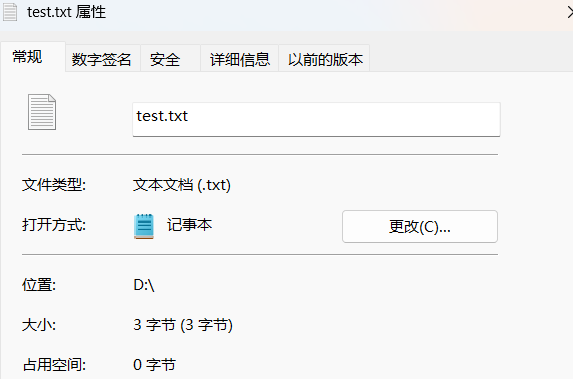 test.txt 属性
常规 数字签名 安全 详细信息 以前的版本
test.txt
文件类型: 文本文档 (.txt)
打开方式: 记事本 更改(C)...
位置: D:\
大小: 3 字节 (3 字节)
占用空间: 0 字节